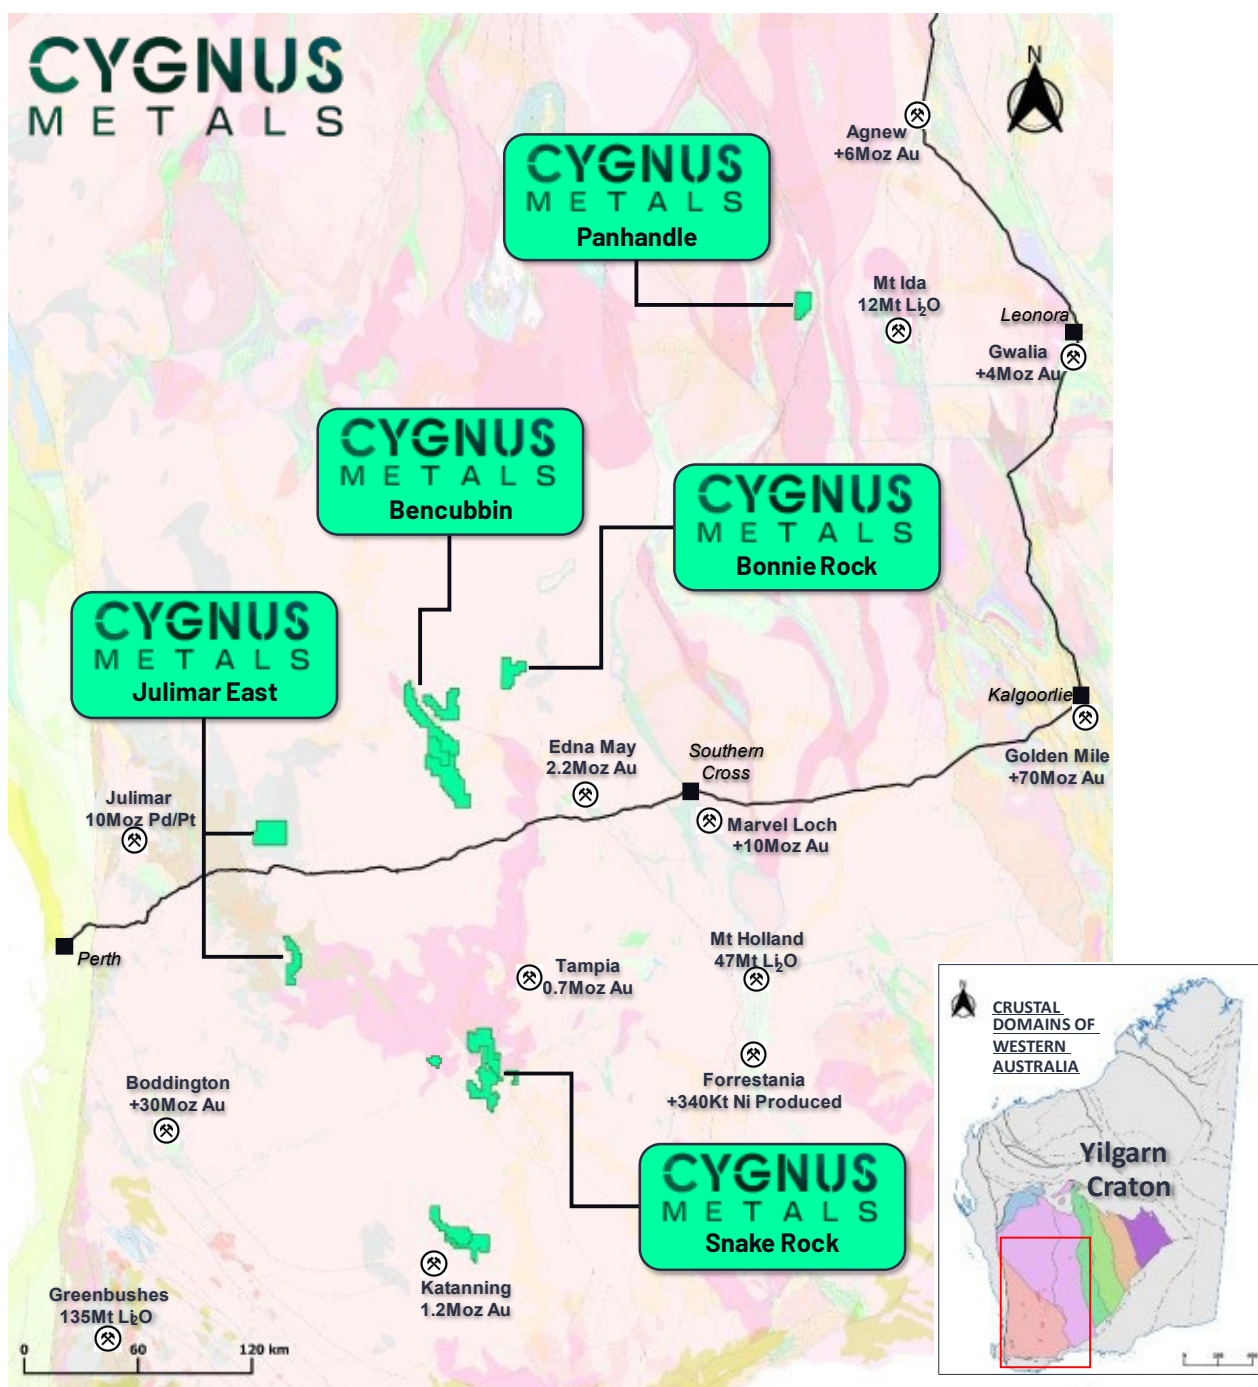 CYGNUS
METALS
N
Agnew
+6Moz Au
CYGNUS
METALS
Panhandle
Mt Ida
12Mt Li2O
Leonora
Gwalia
+4Moz Au
CYGNUS
METALS
Bencubbin
CYGNUS
METALS
Bonnie Rock
CYGNUS
METALS
Julimar East
Kalgoorlie
Golden Mile
+70Moz Au
Edna May
2.2Moz Au
Southern
Cross
Julimar
10Moz Pd/Pt
Marvel Loch
+10Moz Au
Perth
Mt Holland
47Mt Li2O
Tampia
0.7Moz Au
Forrestania
+340Kt Ni Produced
Boddington
+30Moz Au
CYGNUS
METALS
Snake Rock
Katanning
1.2Moz Au
Greenbushes
135Mt Li2O
0 60 120 km
N
CRUSTAL
DOMAINS OF
WESTERN
AUSTRALIA
Yilgarn
Craton